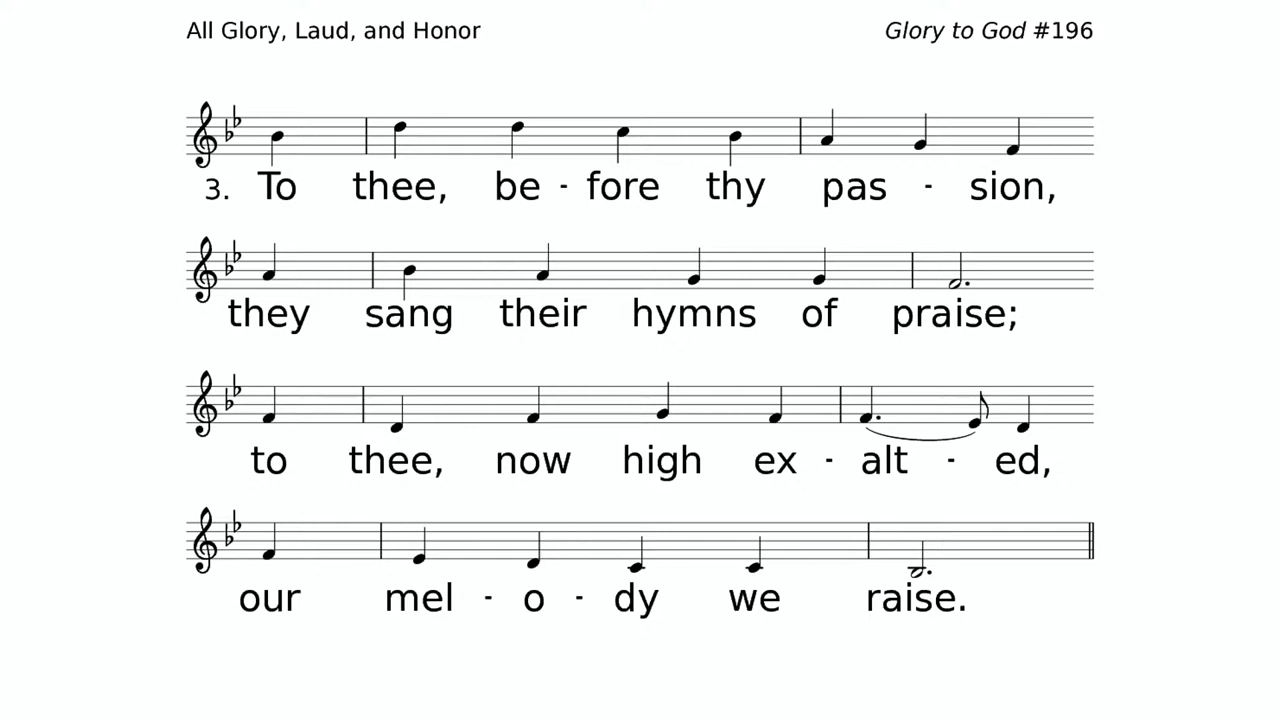 All Glory, Laud, and Honor
Glory to God #196
3. To thee, be - fore thy pas - sion,
they sang their hymns of praise;
to thee, now high ex - alt - ed,
our mel - o - dy we raise.